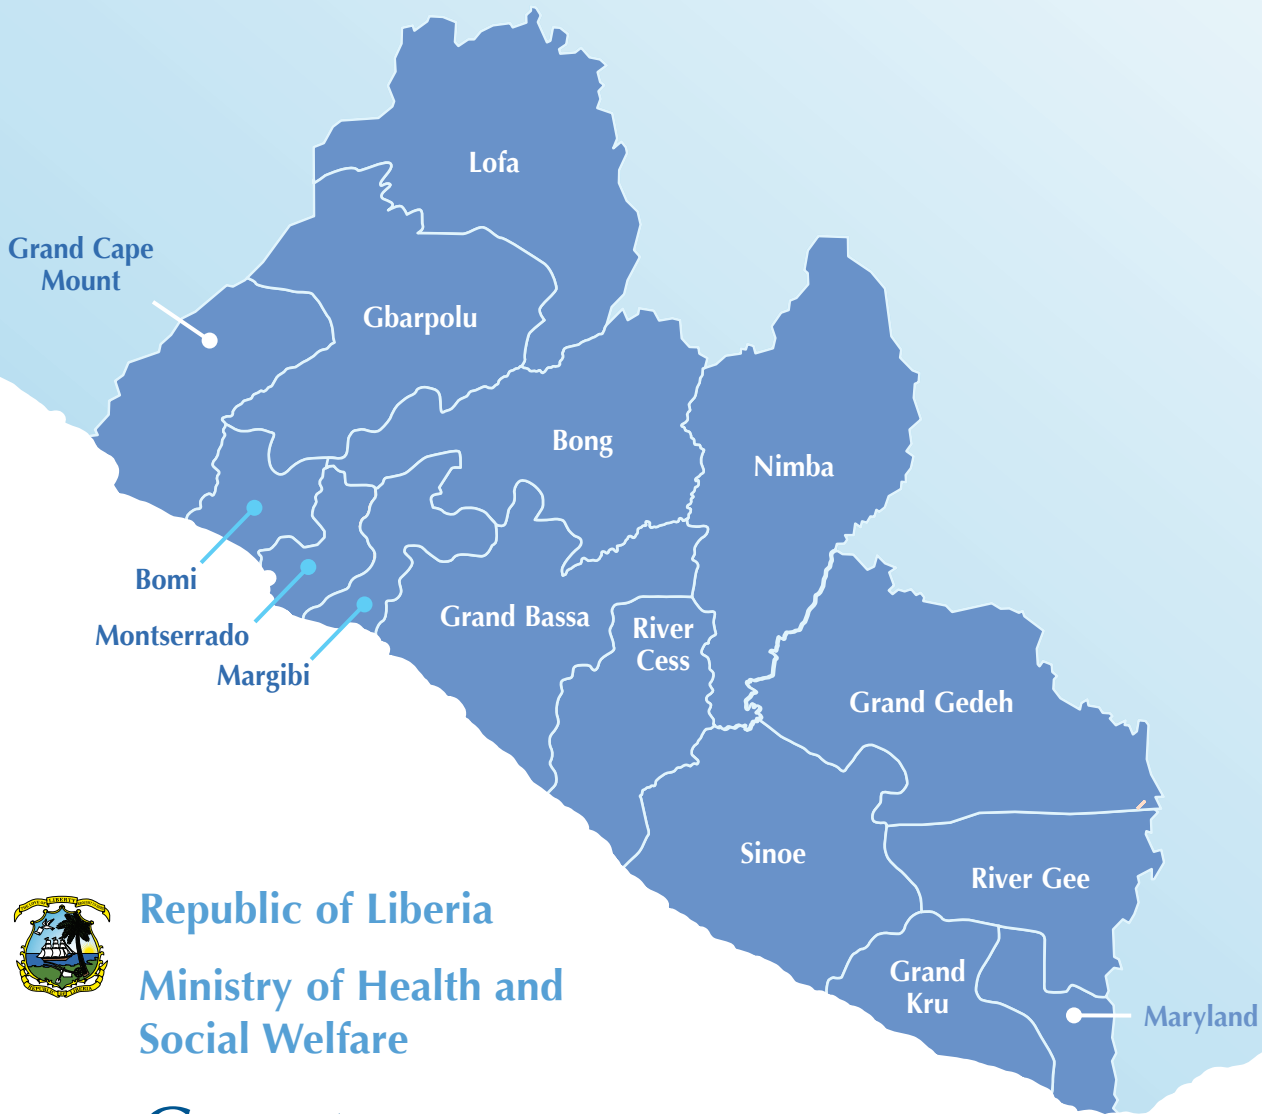 Lofa
Grand Cape
Mount
Gbarpolu
Bong
Nimba
Bomi
Montserrado
Margibi
Grand Bassa
River
Cess
Grand Gedeh
Sinoe
River Gee
Grand
Kru
Maryland
Republic of Liberia
Ministry of Health and
Social Welfare